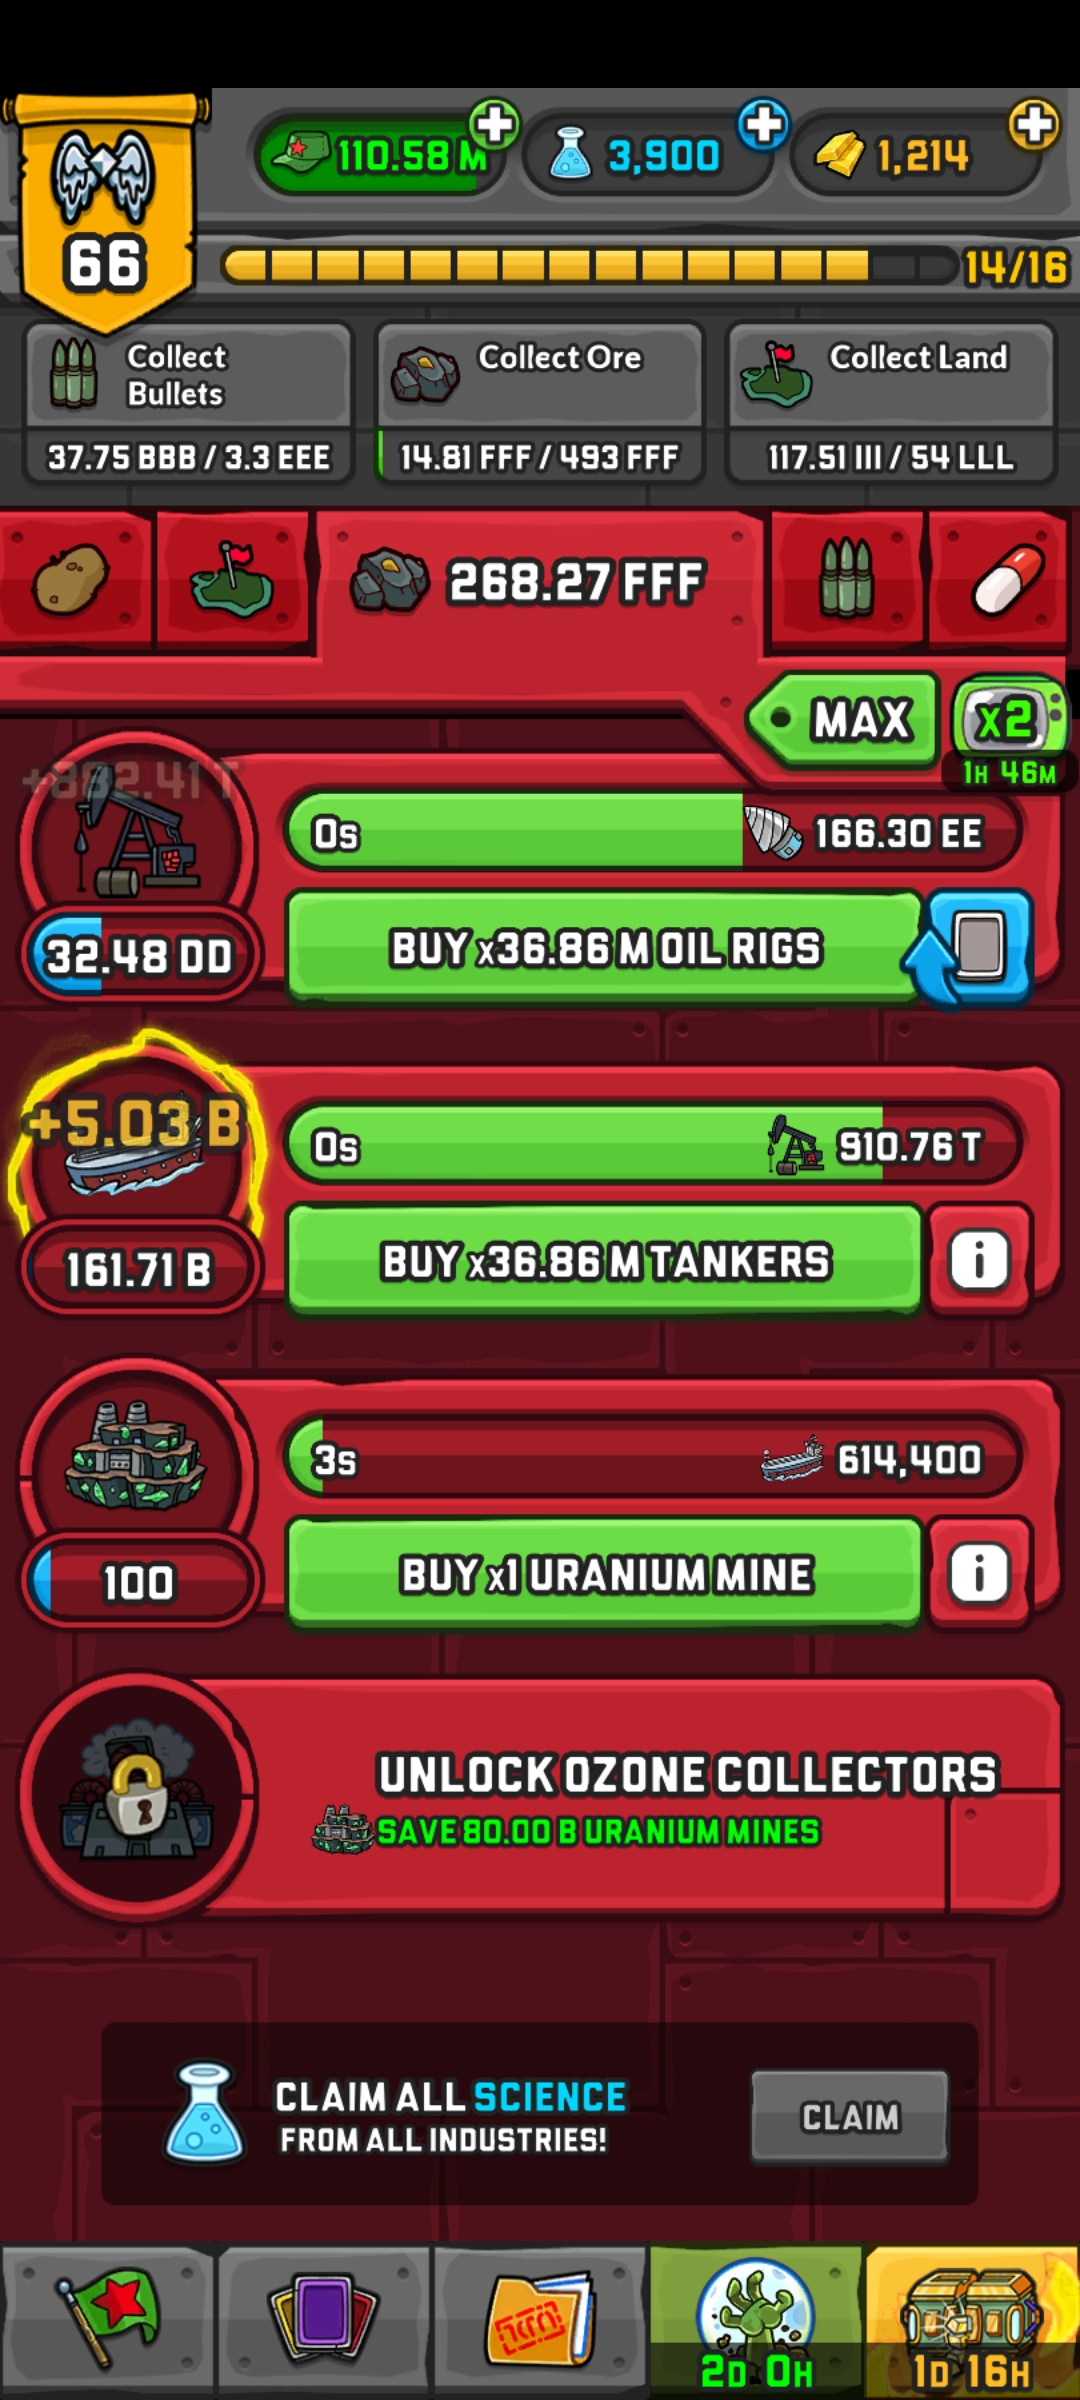 110.58 M
3,900
1,214
66
14/16
Collect
Bullets
37.75 BBB / 3.3 EEE
Collect Ore
14.81 FFF / 493 FFF
Collect Land
117.51 III / 54 LLL
268.27 FFF
MAX
x2
1H 46M
+882.41 T
0s
166.30 EE
32.48 DD
BUY x36.86 M OIL RIGS
+5.03 B
0s
910.76 T
161.71 B
BUY x36.86 M TANKERS
i
3s
614,400
100
BUY x1 URANIUM MINE
i
UNLOCK OZONE COLLECTORS
SAVE 80.00 B URANIUM MINES
CLAIM ALL SCIENCE
FROM ALL INDUSTRIES!
CLAIM
2D 0H
1D 16H